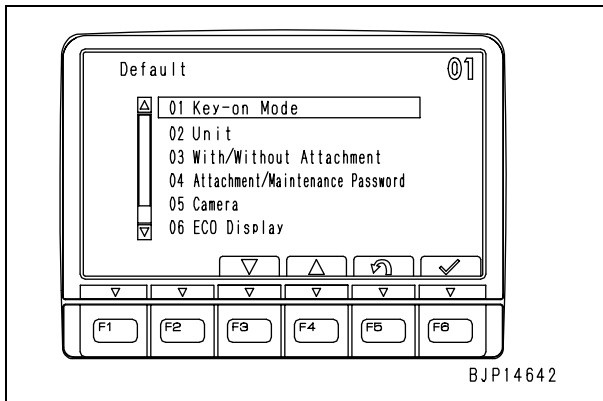 Default 01
01 Key-on Mode
02 Unit
03 With/Without Attachment
04 Attachment/Maintenance Password
05 Camera
06 ECO Display
F1 F2 F3 F4 F5 F6
BJP14642